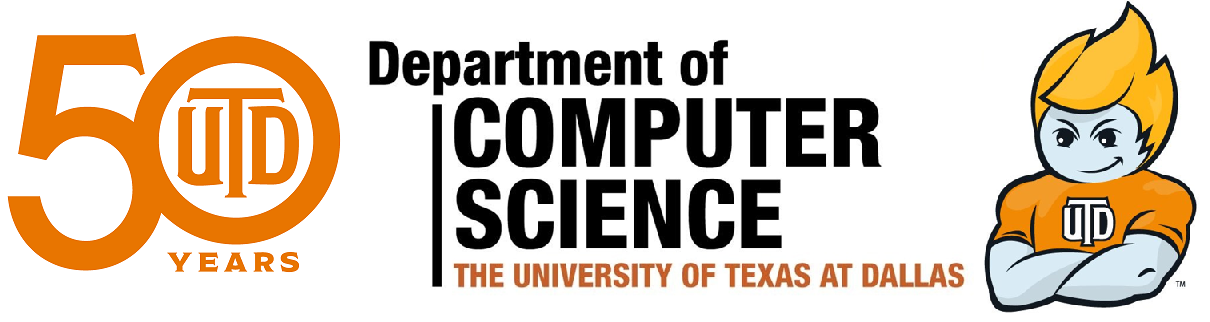 50
UTD
YEARS
Department of
COMPUTER
SCIENCE
THE UNIVERSITY OF TEXAS AT DALLAS
UTD
TM